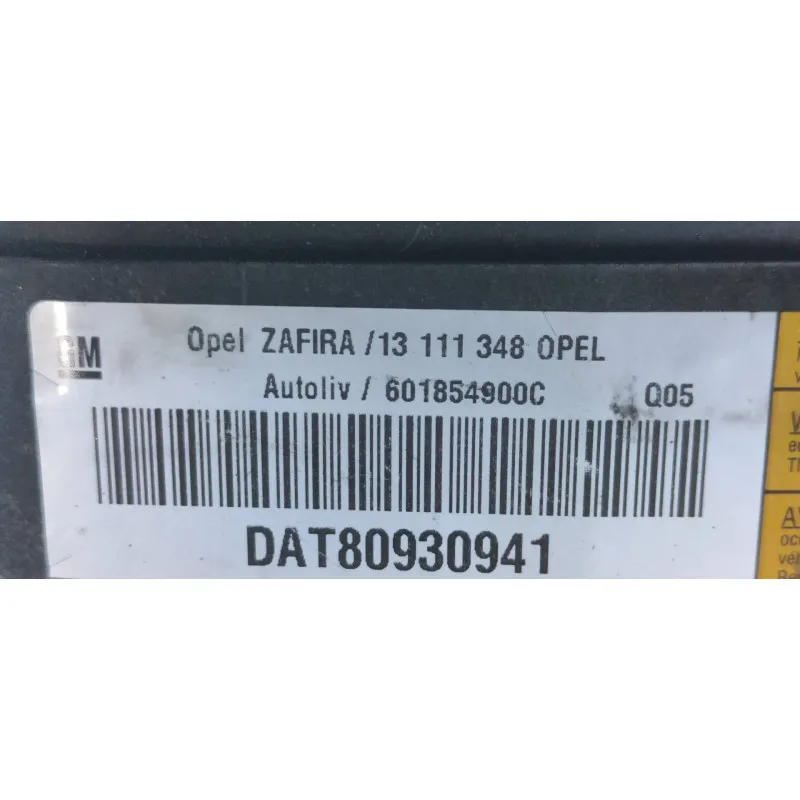 GM
Opel ZAFIRA /13 111 348 OPEL
Autoliv / 601854900C Q05
DAT80930941